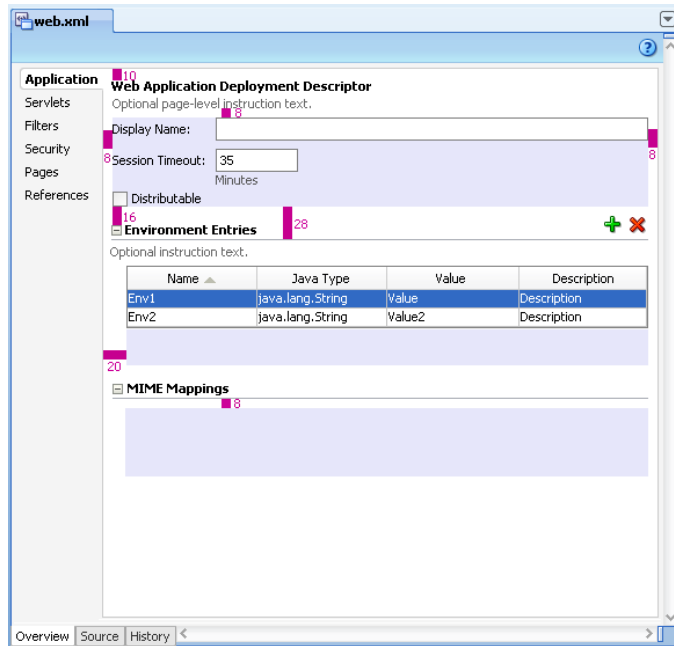 web.xml
Application
Servlets
Filters
Security
Pages
References
10
Web Application Deployment Descriptor
Optional page-level instruction text.
8
Display Name:
8
8
Session Timeout: 35
Minutes
Distributable
16
28
Environment Entries
Optional instruction text.
Name Java Type Value Description
Env1 java.lang.String Value Description
Env2 java.lang.String Value2 Description
20
MIME Mappings
8
Overview Source History